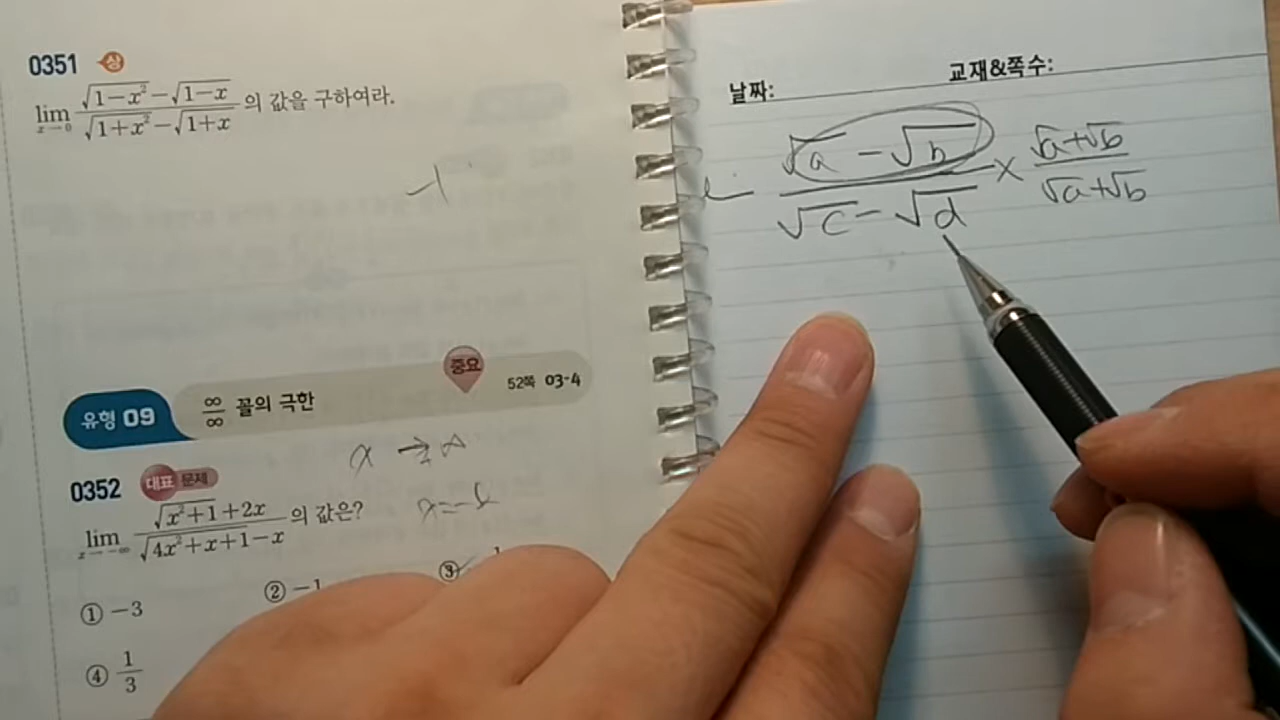 0351 상
lim x→0 (√(1−x²)−√(1−x))/(√(1+x²)−√(1+x)) 의 값을 구하여라.
유형 09 ∞/∞ 꼴의 극한 중요 52쪽 03-4
x → ∞
0352 대표 문제
lim x→−∞ (√(x²+1)+2x)/(√(4x²+x+1)−x) 의 값은?
x=-t
① −3
② −1
③
④ 1/3
날짜:
교재&쪽수:
(√a − √b)/(√c − √d) × (√a+√b)/(√a+√b)